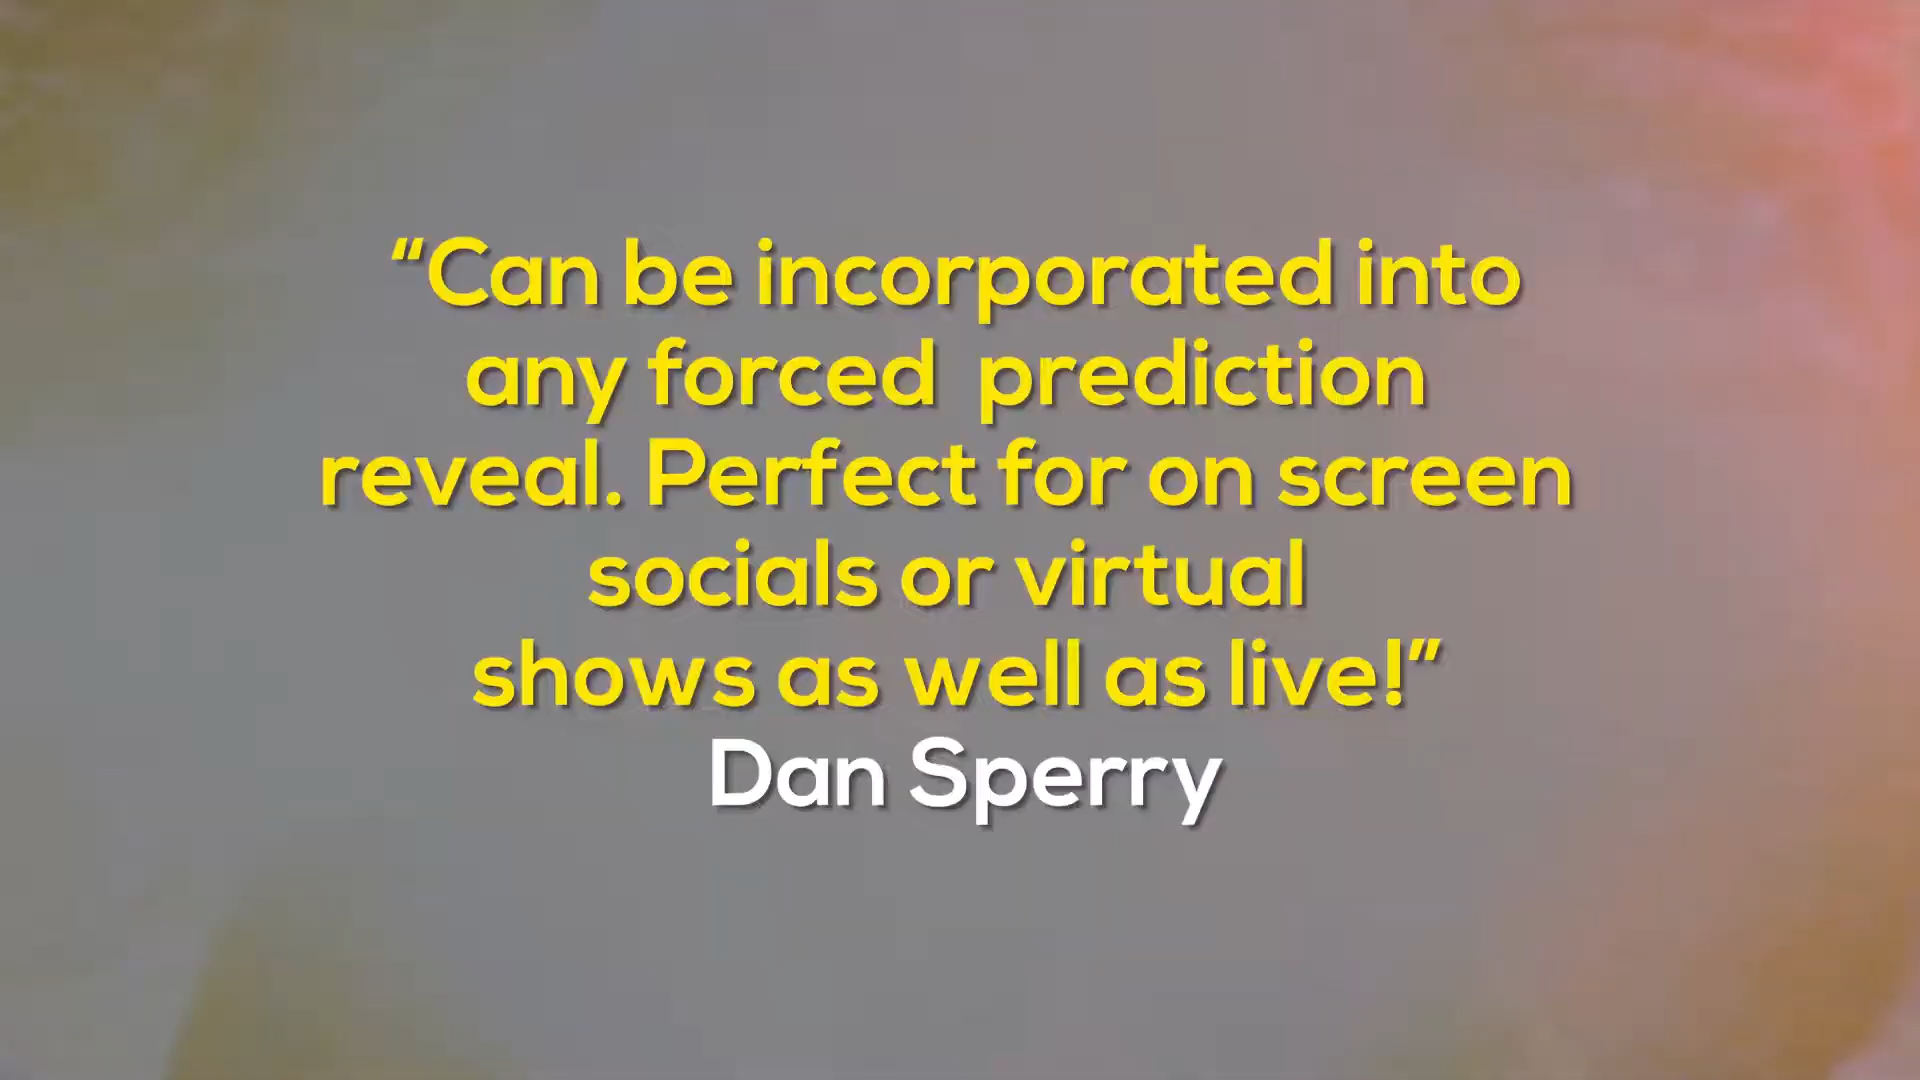 “Can be incorporated into
any forced  prediction
reveal. Perfect for on screen
socials or virtual
shows as well as live!”
Dan Sperry